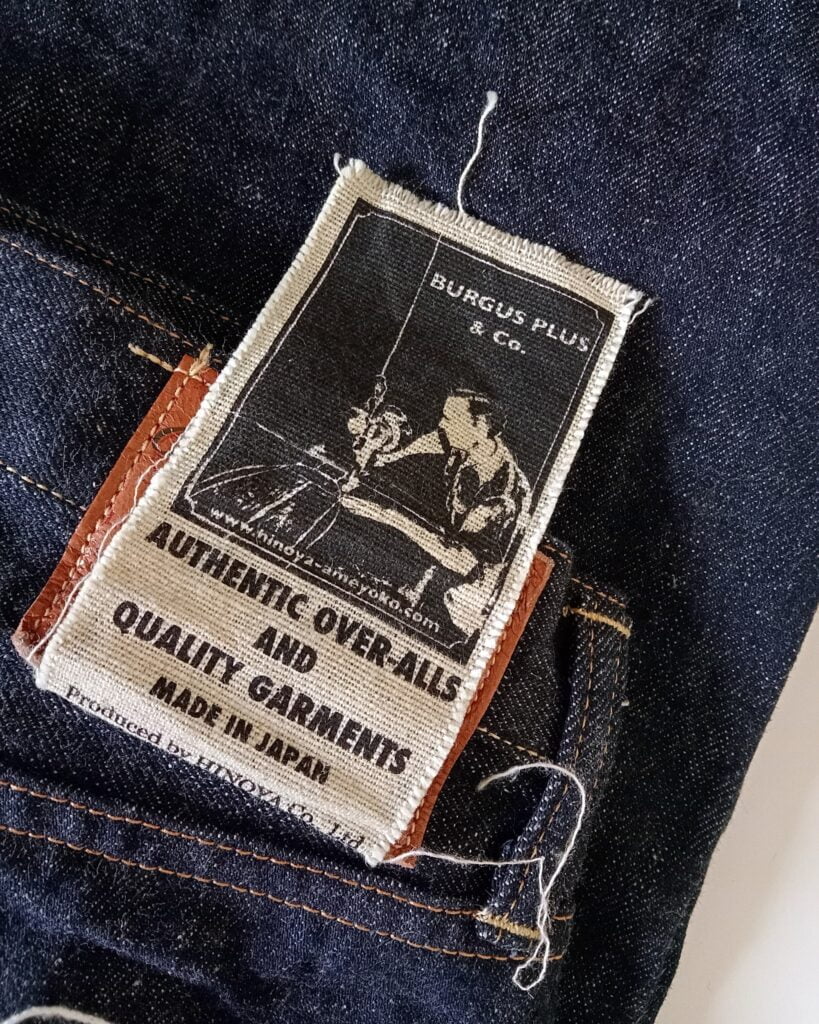 BURGUS PLUS
& Co.
www.hinoya-ameyoko.com
AUTHENTIC OVER-ALLS
AND
QUALITY GARMENTS
MADE IN JAPAN
Produced by HINOYA Co., Ltd.